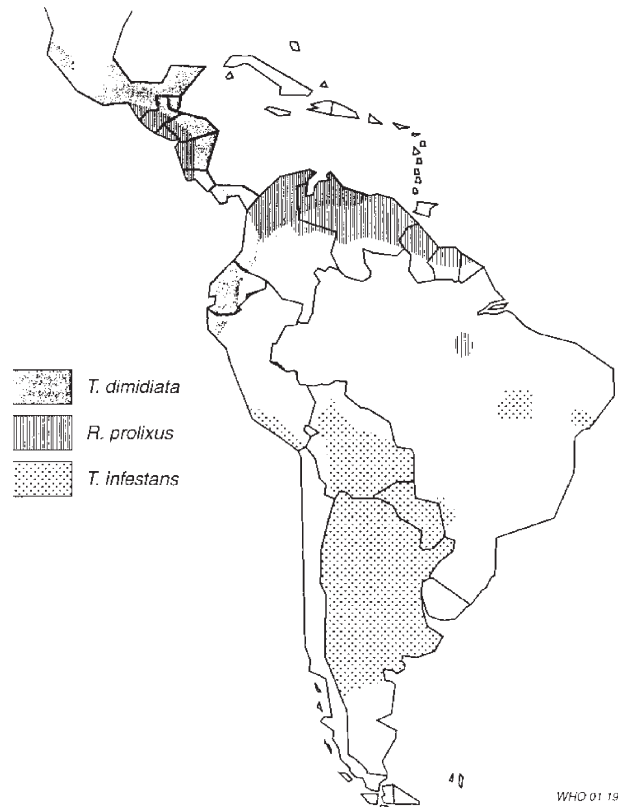 T. dimidiata
R. prolixus
T. infestans
WHO 01 19